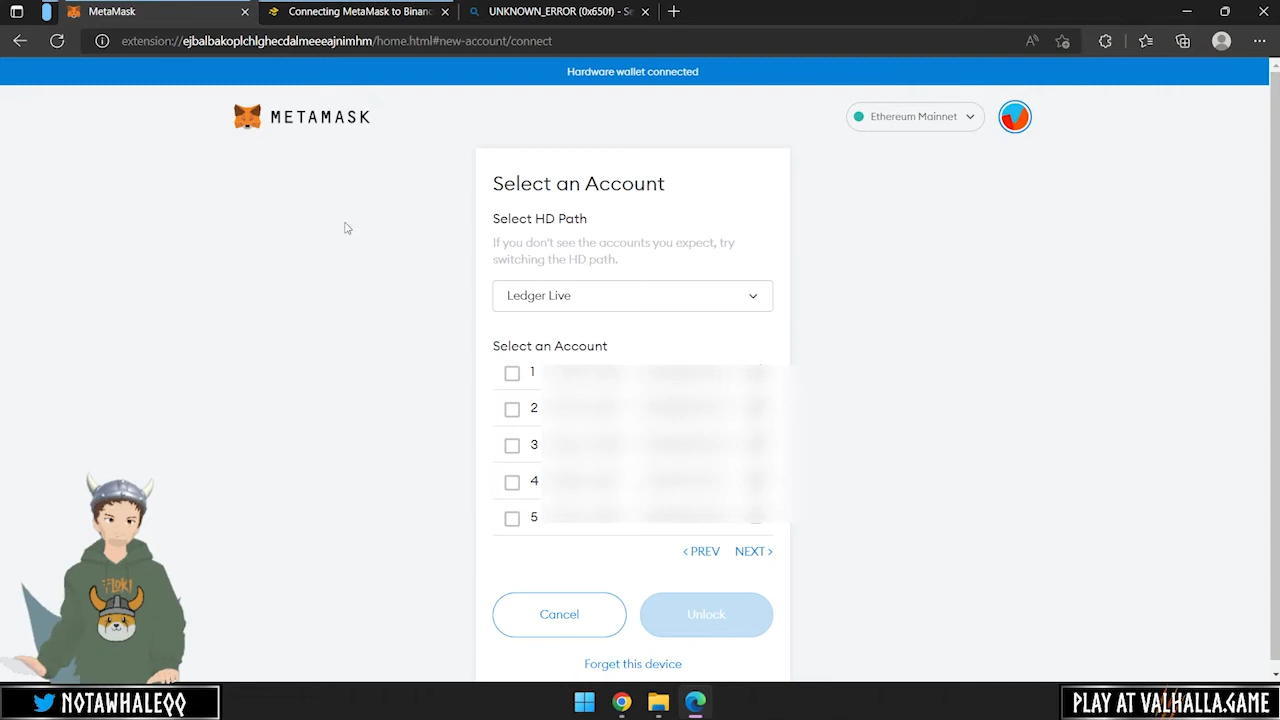 MetaMask
Connecting MetaMask to Binanc
UNKNOWN_ERROR (0x650f) - Se
extension://ejbalbakoplchlghecdalmeeeajnimhm/home.html#new-account/connect
Hardware wallet connected
METAMASK
Ethereum Mainnet
Select an Account
Select HD Path
If you don't see the accounts you expect, try
switching the HD path.
Ledger Live
Select an Account
1
2
3
4
5
< PREV NEXT >
Cancel
Unlock
Forget this device
FLOKI
NOTAWHALEQQ
PLAY AT VALHALLA.GAME